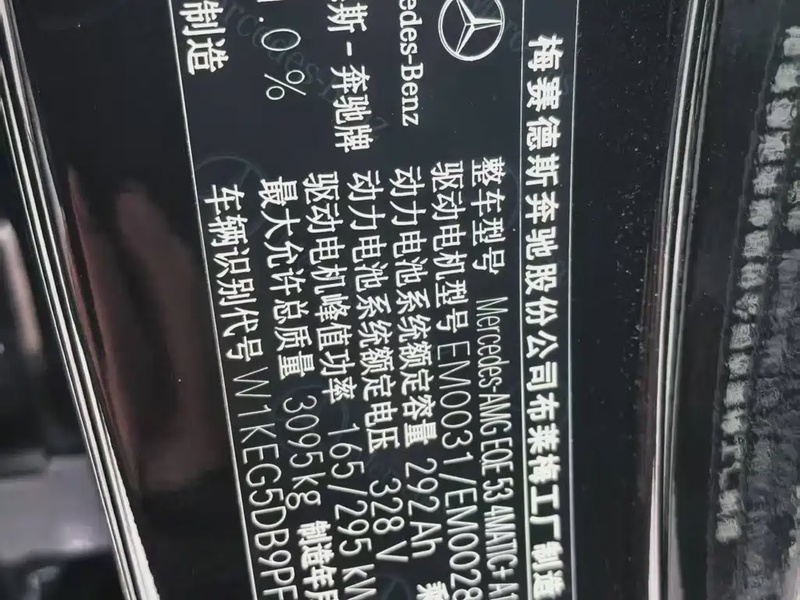 梅赛德斯奔驰股份公司布莱梅工厂 制造
整车型号 Mercedes-AMG EQE 53 4MATIC+
驱动电机型号 EM0031/EM0028
动力电池系统额定容量 292Ah
动力电池系统额定电压 328V
驱动电机峰值功率 165/295 kW
最大允许总质量 3095kg 制造年月
车辆识别代号 W1KEG5DB9PF
斯-奔驰牌
制造